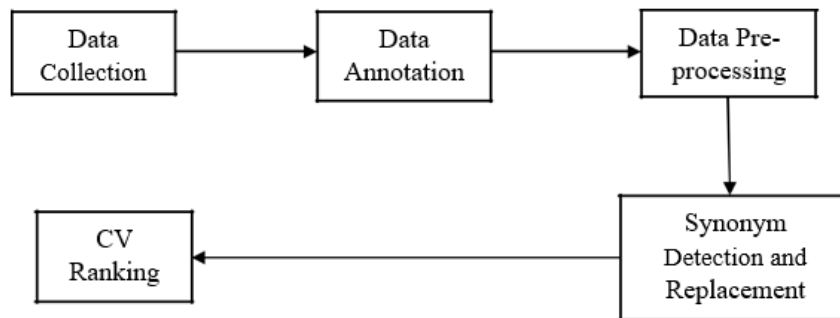 Data
Collection
Data
Annotation
Data Pre-
processing
Synonym
Detection and
Replacement
CV
Ranking